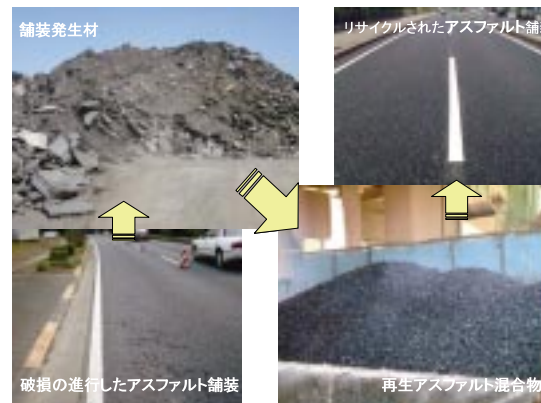 舗装発生材
リサイクルされたアスファルト舗
破損の進行したアスファルト舗装
再生アスファルト混合物